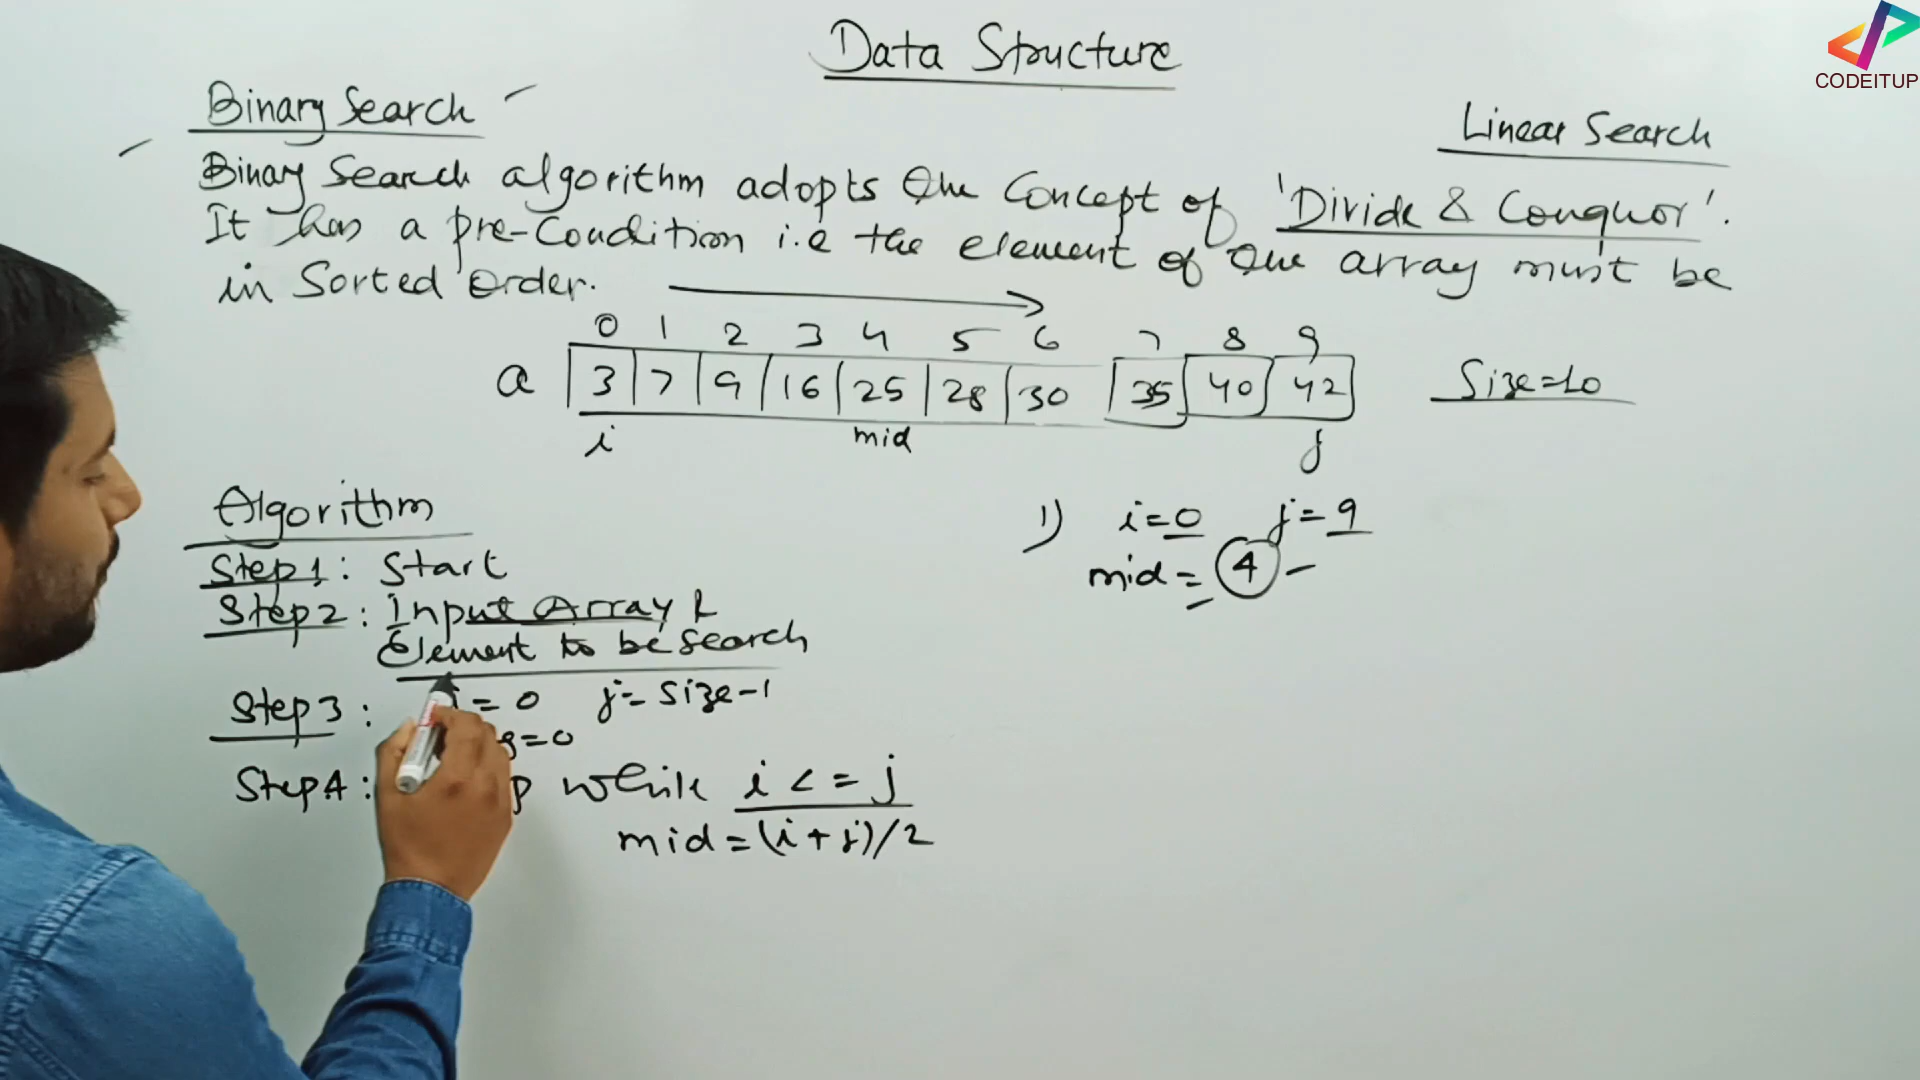 Data Structure
CODEITUP
Binary Search
Linear Search
Binary Search algorithm adopts the Concept of 'Divide & Conquor'.
It has a pre-Condition i.e the element of the array must be
in Sorted Order.
0 1 2 3 4 5 6 7 8 9
a 3 7 9 16 25 28 30 35 40 42 Size=10
i mid j
Algorithm
1) i=0 j=9
mid=4
Step1: Start
Step2: Input Array &
Element to be Search
Step3: i=0 j=Size-1
=0
Step4: while i<=j
mid=(i+j)/2